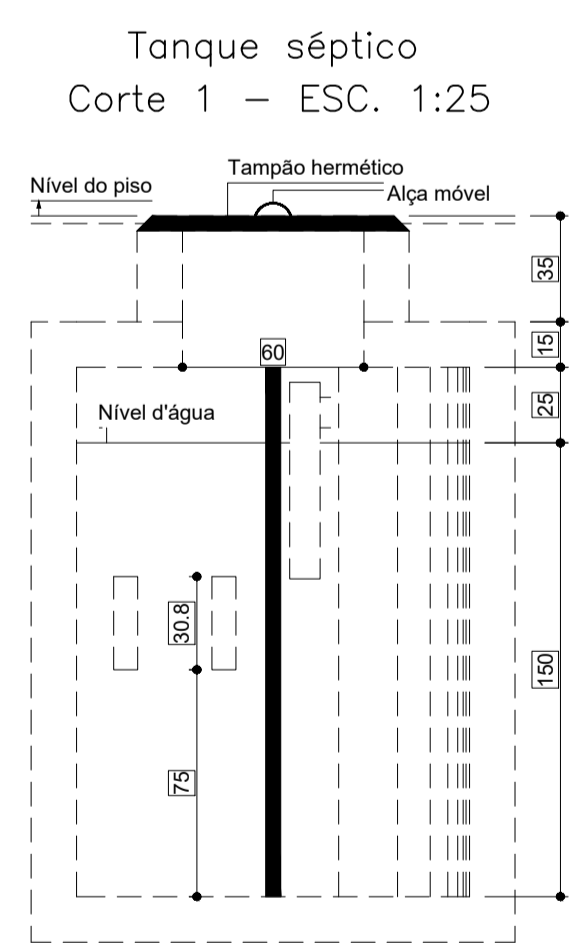 Tanque séptico
Corte 1 – ESC. 1:25
Tampão hermético
Nível do piso
Alça móvel
35
15
60
25
Nível d'água
30.8
150
75